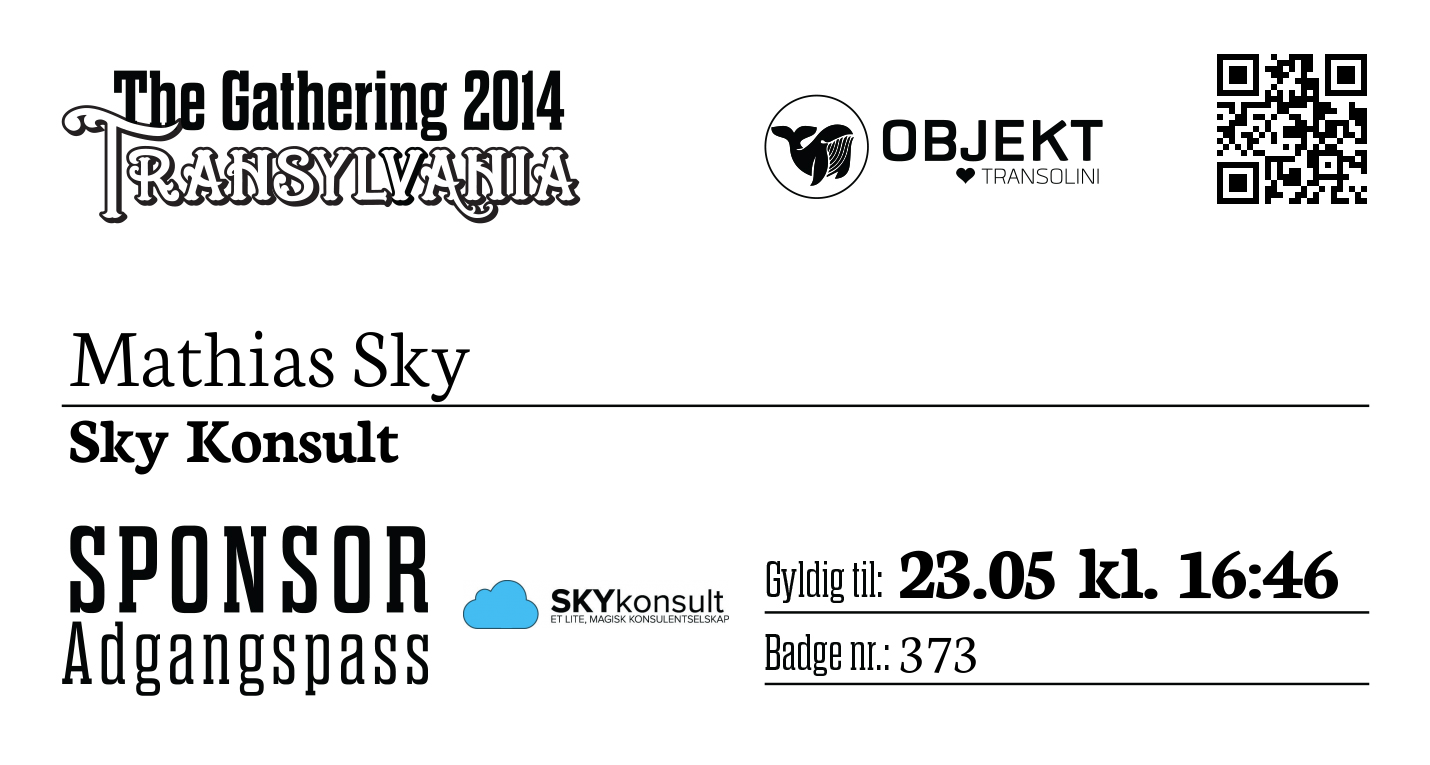 The Gathering 2014
TRANSYLVANIA
OBJEKT
♥ TRANSOLINI
Mathias Sky
Sky Konsult
SPONSOR
Adgangspass
SKYkonsult
ET LITE, MAGISK KONSULENTSELSKAP
Gyldig til: 23.05 kl. 16:46
Badge nr.: 373